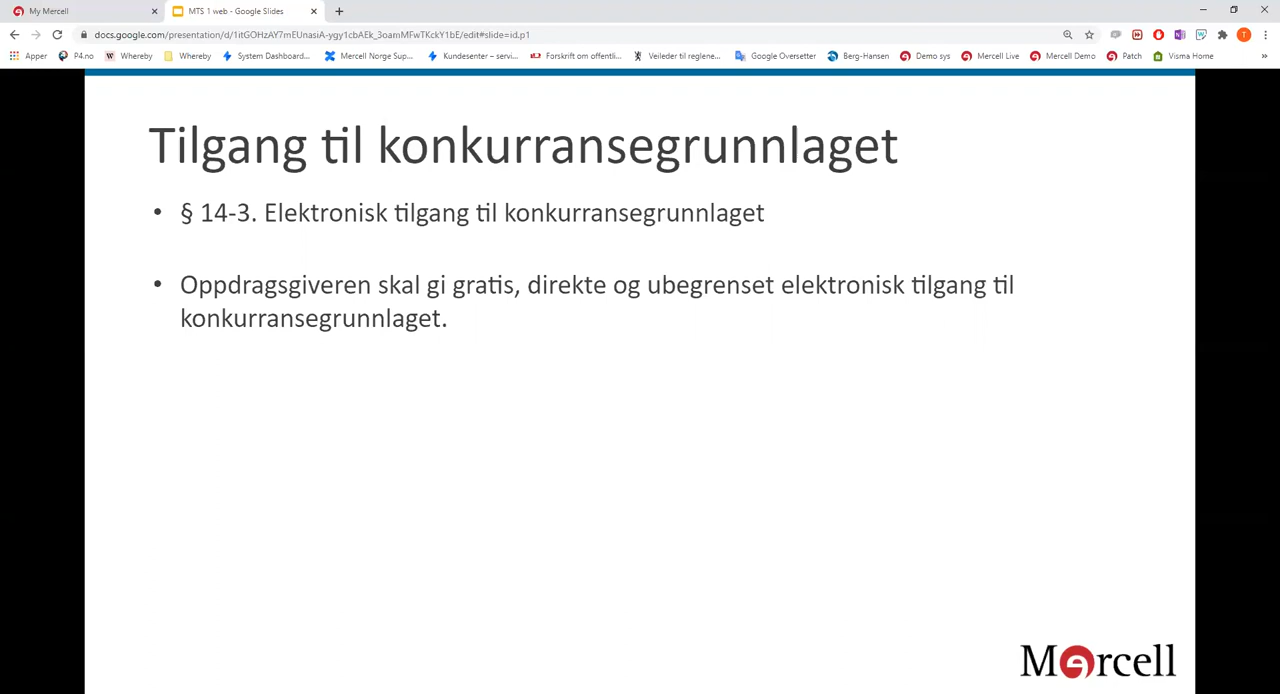 My Mercell
MTS 1 web - Google Slides
docs.google.com/presentation/d/1itGOHzAY7mEUnasiA-ygy1cbAEk_3oamMFwTKckY1bE/edit#slide=id.p1
Apper P4.no Whereby Whereby System Dashboard... Mercell Norge Sup... Kundesenter – servi... Forskrift om offentli... Veileder til reglene... Google Oversetter Berg-Hansen Demo sys Mercell Live Mercell Demo Patch Visma Home »
Tilgang til konkurransegrunnlaget
• § 14-3. Elektronisk tilgang til konkurransegrunnlaget
• Oppdragsgiveren skal gi gratis, direkte og ubegrenset elektronisk tilgang til
konkurransegrunnlaget.
Mercell